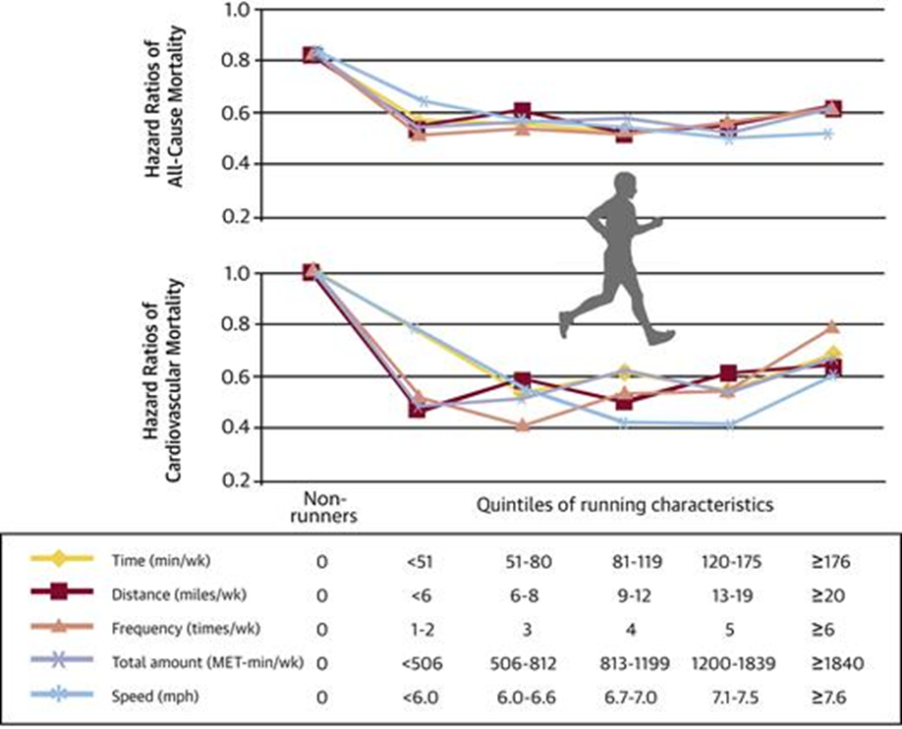 Hazard Ratios of
All-Cause Mortality
1.0
0.8
0.6
0.4
0.2
Hazard Ratios of
Cardiovascular Mortality
1.0
0.8
0.6
0.4
0.2
Non-
runners
Quintiles of running characteristics
Time (min/wk) 0 <51 51-80 81-119 120-175 ≥176
Distance (miles/wk) 0 <6 6-8 9-12 13-19 ≥20
Frequency (times/wk) 0 1-2 3 4 5 ≥6
Total amount (MET-min/wk) 0 <506 506-812 813-1199 1200-1839 ≥1840
Speed (mph) 0 <6.0 6.0-6.6 6.7-7.0 7.1-7.5 ≥7.6